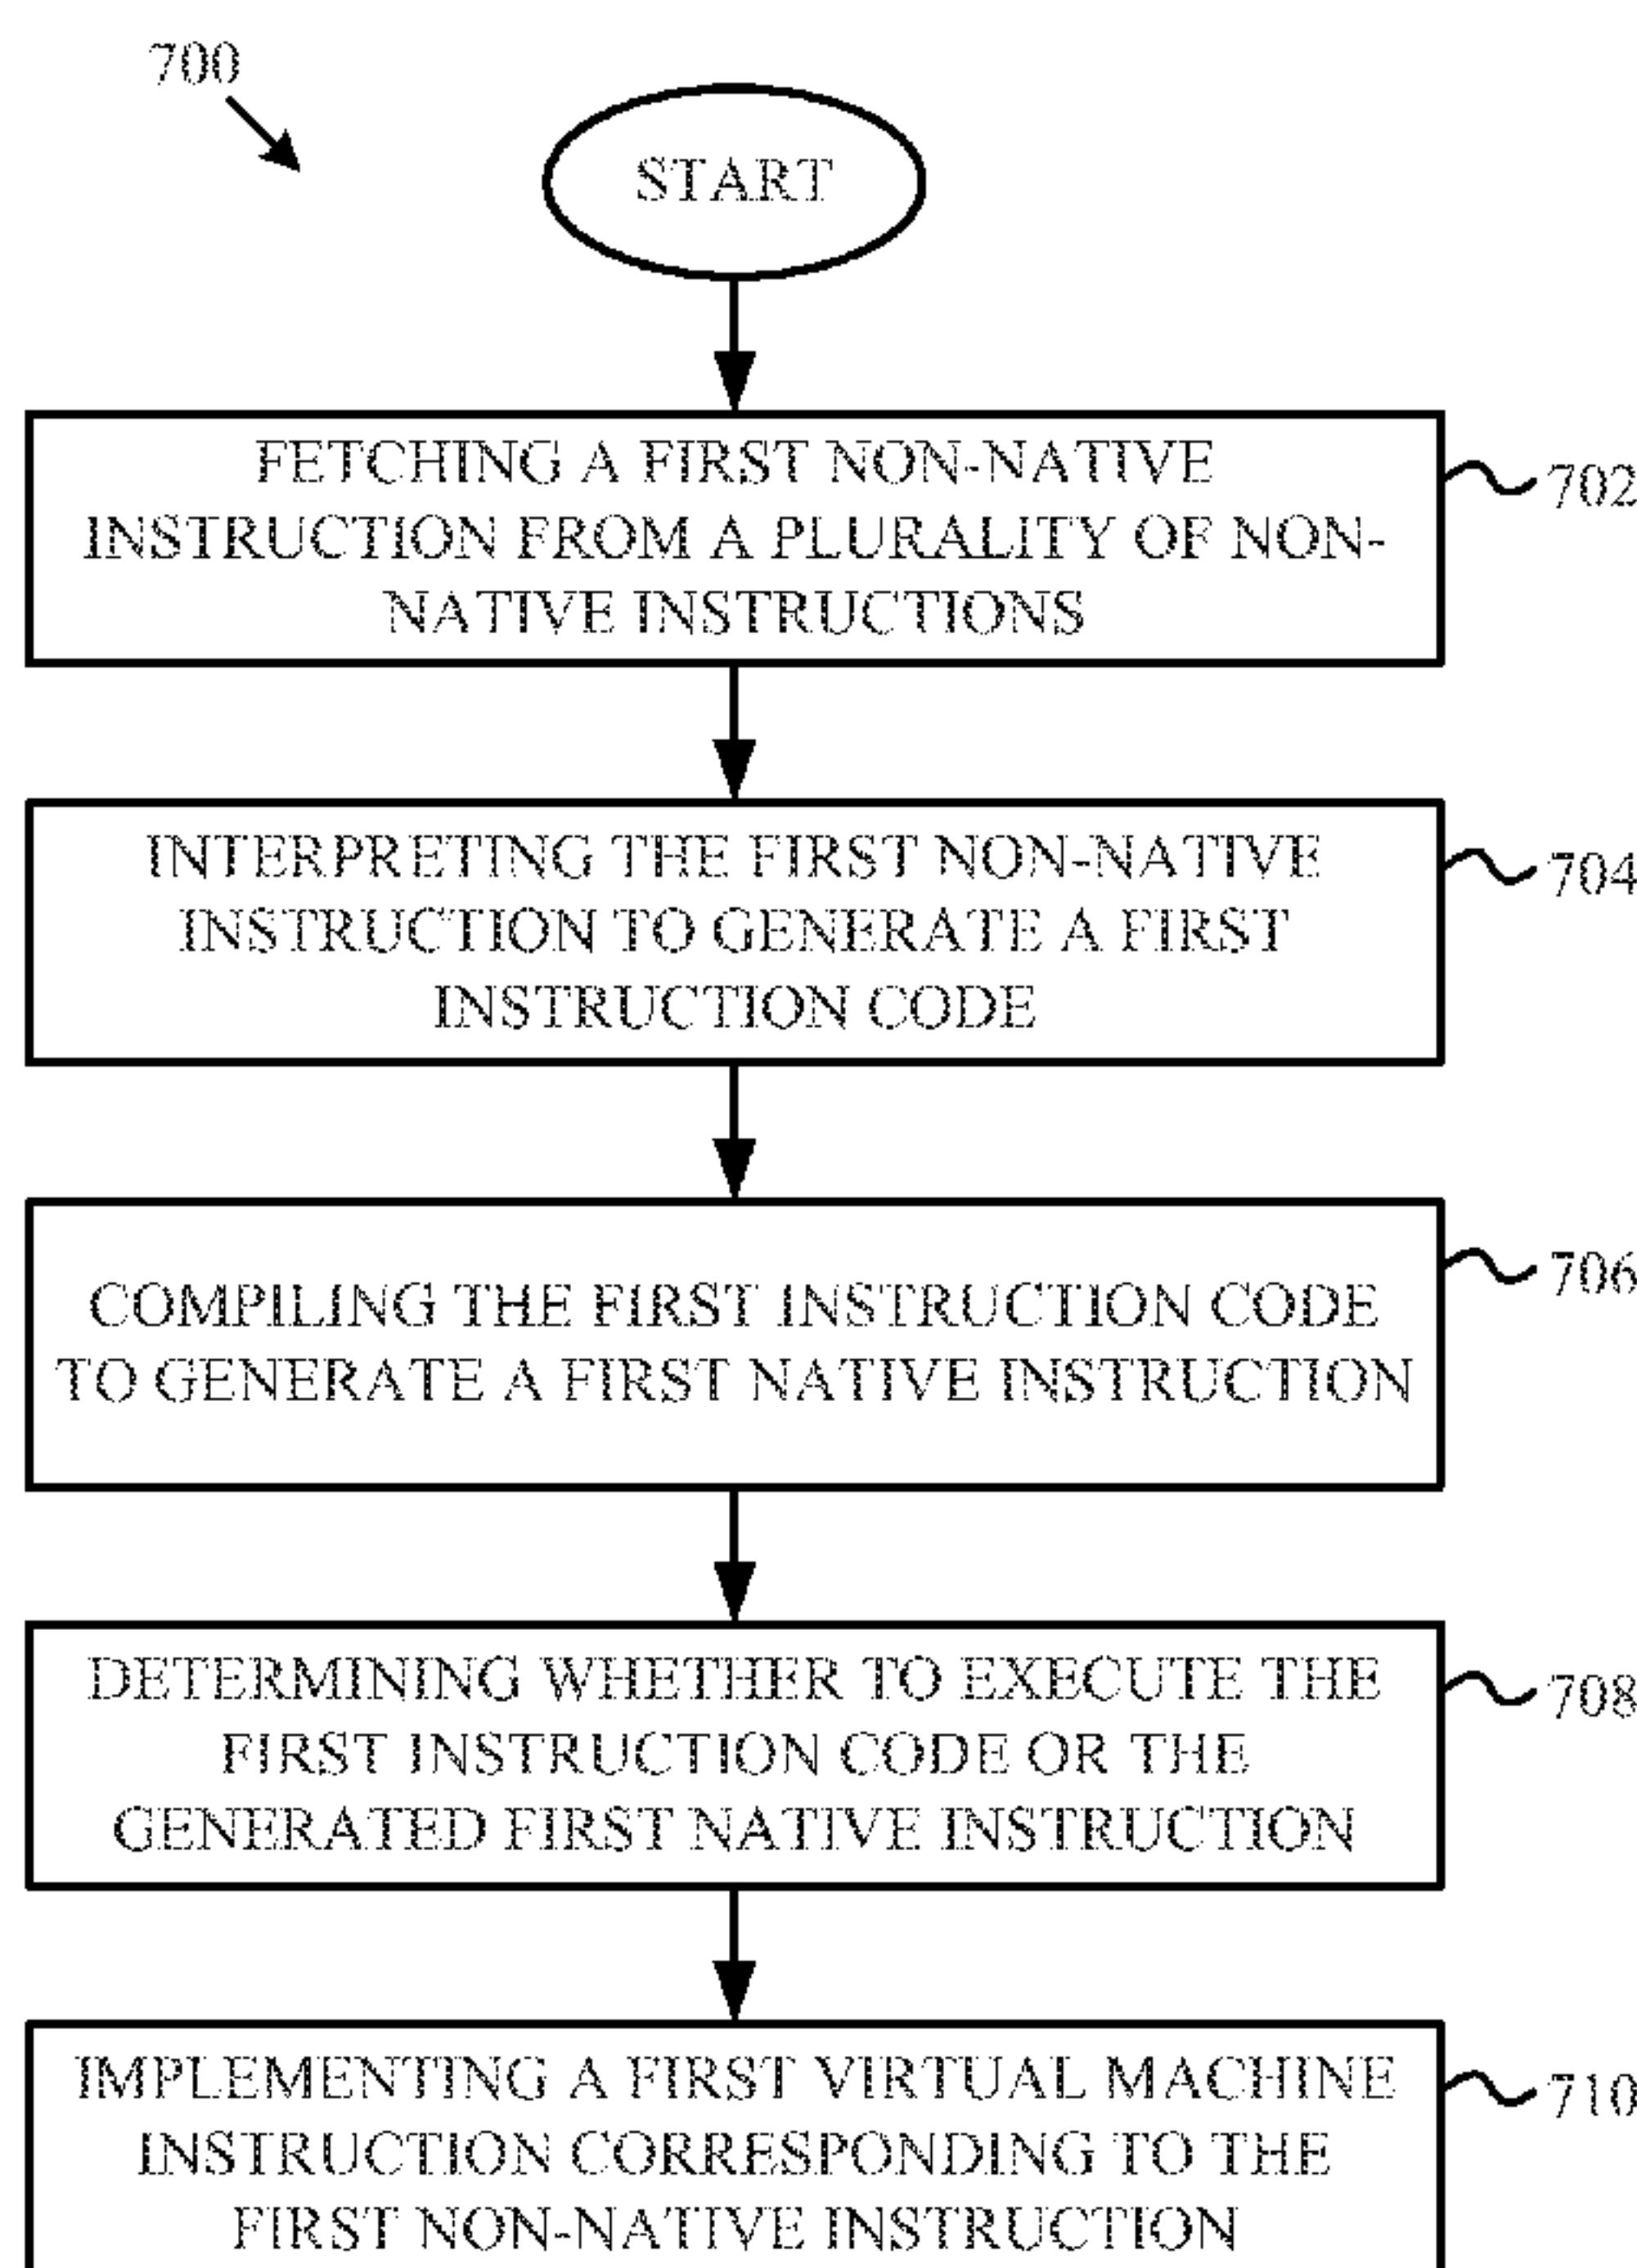 700
START
FETCHING A FIRST NON-NATIVE
INSTRUCTION FROM A PLURALITY OF NON-
NATIVE INSTRUCTIONS
702
INTERPRETING THE FIRST NON-NATIVE
INSTRUCTION TO GENERATE A FIRST
INSTRUCTION CODE
704
COMPILING THE FIRST INSTRUCTION CODE
TO GENERATE A FIRST NATIVE INSTRUCTION
706
DETERMINING WHETHER TO EXECUTE THE
FIRST INSTRUCTION CODE OR THE
GENERATED FIRST NATIVE INSTRUCTION
708
IMPLEMENTING A FIRST VIRTUAL MACHINE
INSTRUCTION CORRESPONDING TO THE
FIRST NON-NATIVE INSTRUCTION
710